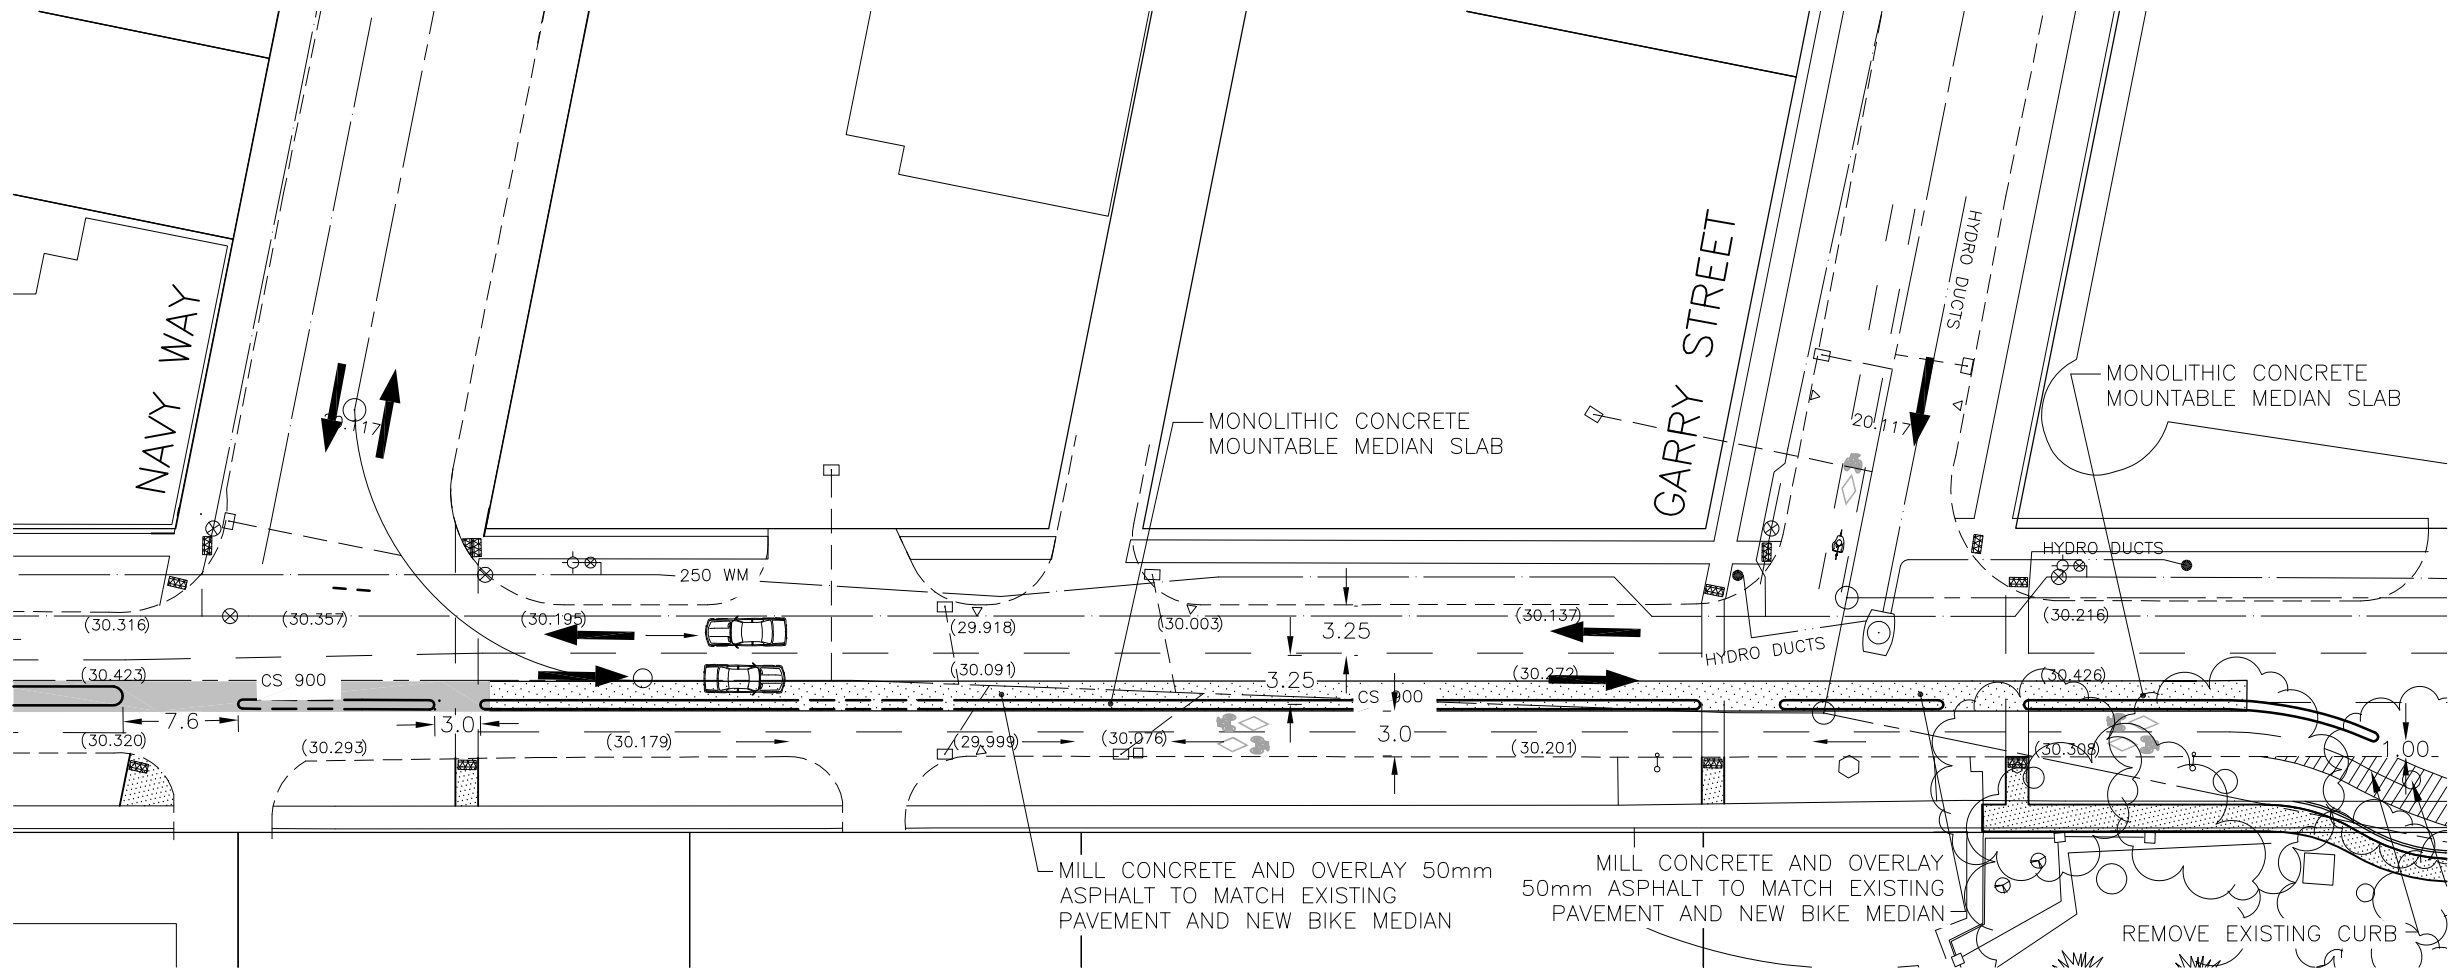 NAVY WAY
GARRY STREET
HYDRO DUCTS
MONOLITHIC CONCRETE
MOUNTABLE MEDIAN SLAB
MONOLITHIC CONCRETE
MOUNTABLE MEDIAN SLAB
20.117
HYDRO DUCTS
250 WM
(30.316)
(30.357)
(30.195)
(29.918)
(30.003)
3.25
(30.137)
(30.216)
HYDRO DUCTS
(30.423)
CS 900
(30.091)
3.25
(30.272)
(30.426)
CS 900
7.6
3.0
3.0
(30.320)
(30.293)
(30.179)
(29.999)
(30.076)
(30.201)
(30.308)
1.00
MILL CONCRETE AND OVERLAY 50mm
ASPHALT TO MATCH EXISTING
PAVEMENT AND NEW BIKE MEDIAN
MILL CONCRETE AND OVERLAY
50mm ASPHALT TO MATCH EXISTING
PAVEMENT AND NEW BIKE MEDIAN
REMOVE EXISTING CURB